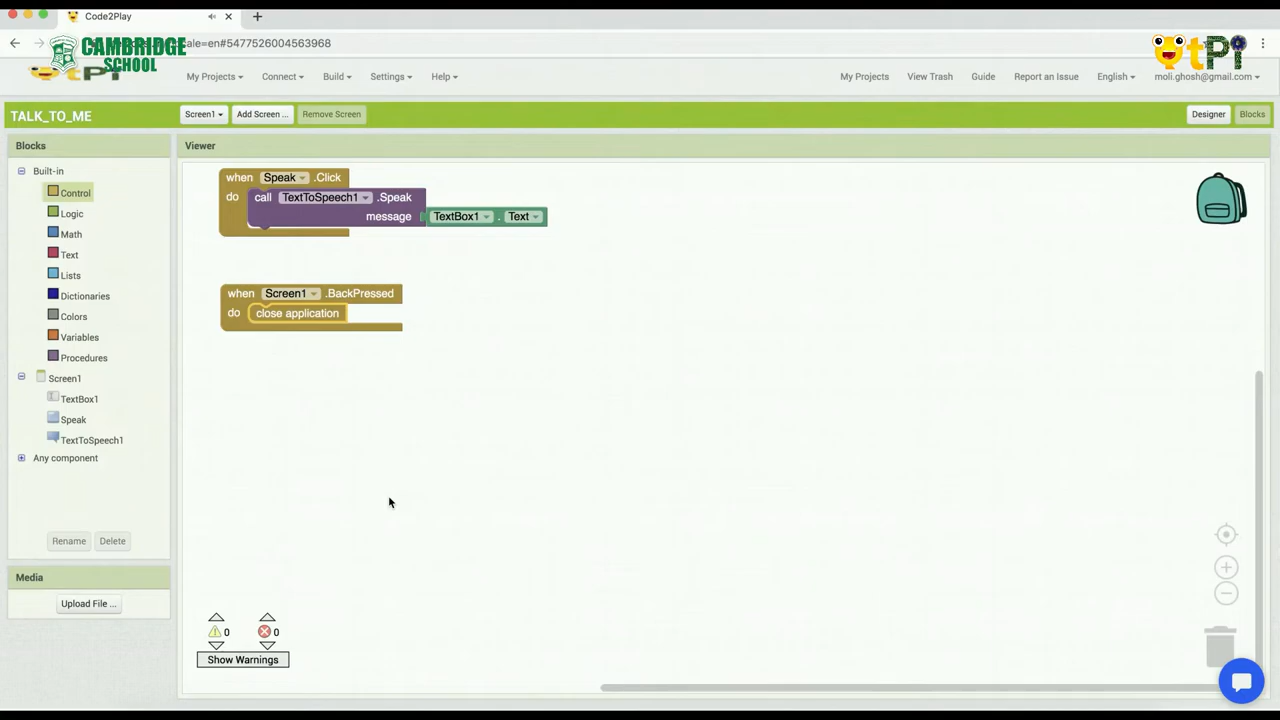 Code2Play
cale=en#5477526004563968
CAMBRIDGE
SCHOOL
tPi
tPi
My Projects Connect Build Settings Help
My Projects View Trash Guide Report an Issue English moli.ghosh@gmail.com
TALK_TO_ME
Screen1 Add Screen ... Remove Screen
Designer Blocks
Blocks
Viewer
Built-in
Control
Logic
Math
Text
Lists
Dictionaries
Colors
Variables
Procedures
Screen1
TextBox1
Speak
TextToSpeech1
Any component
Rename Delete
Media
Upload File ...
when Speak .Click
do call TextToSpeech1 .Speak
message TextBox1 . Text
when Screen1 .BackPressed
do close application
0 0
Show Warnings